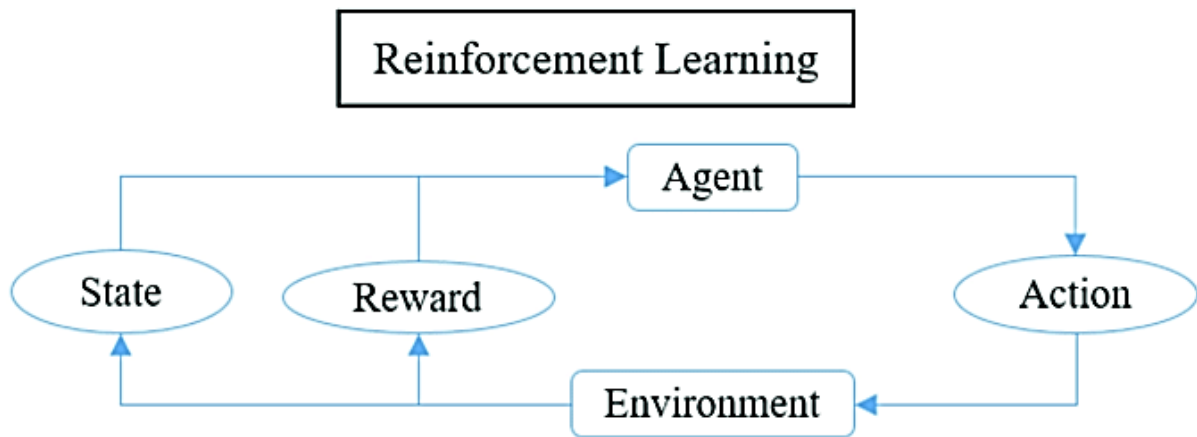 Reinforcement Learning
Agent
State
Reward
Action
Environment